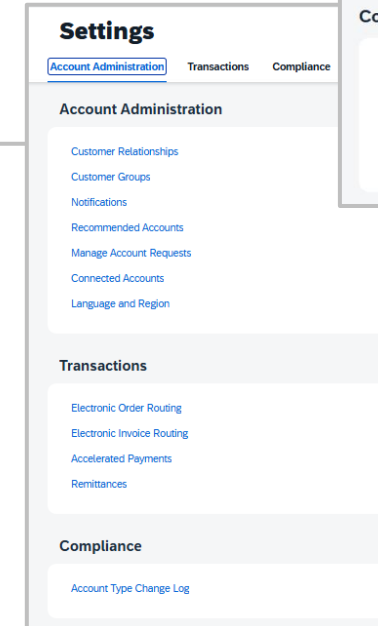 Settings
Account Administration Transactions Compliance
Account Administration
Customer Relationships
Customer Groups
Notifications
Recommended Accounts
Manage Account Requests
Connected Accounts
Language and Region
Transactions
Electronic Order Routing
Electronic Invoice Routing
Accelerated Payments
Remittances
Compliance
Account Type Change Log